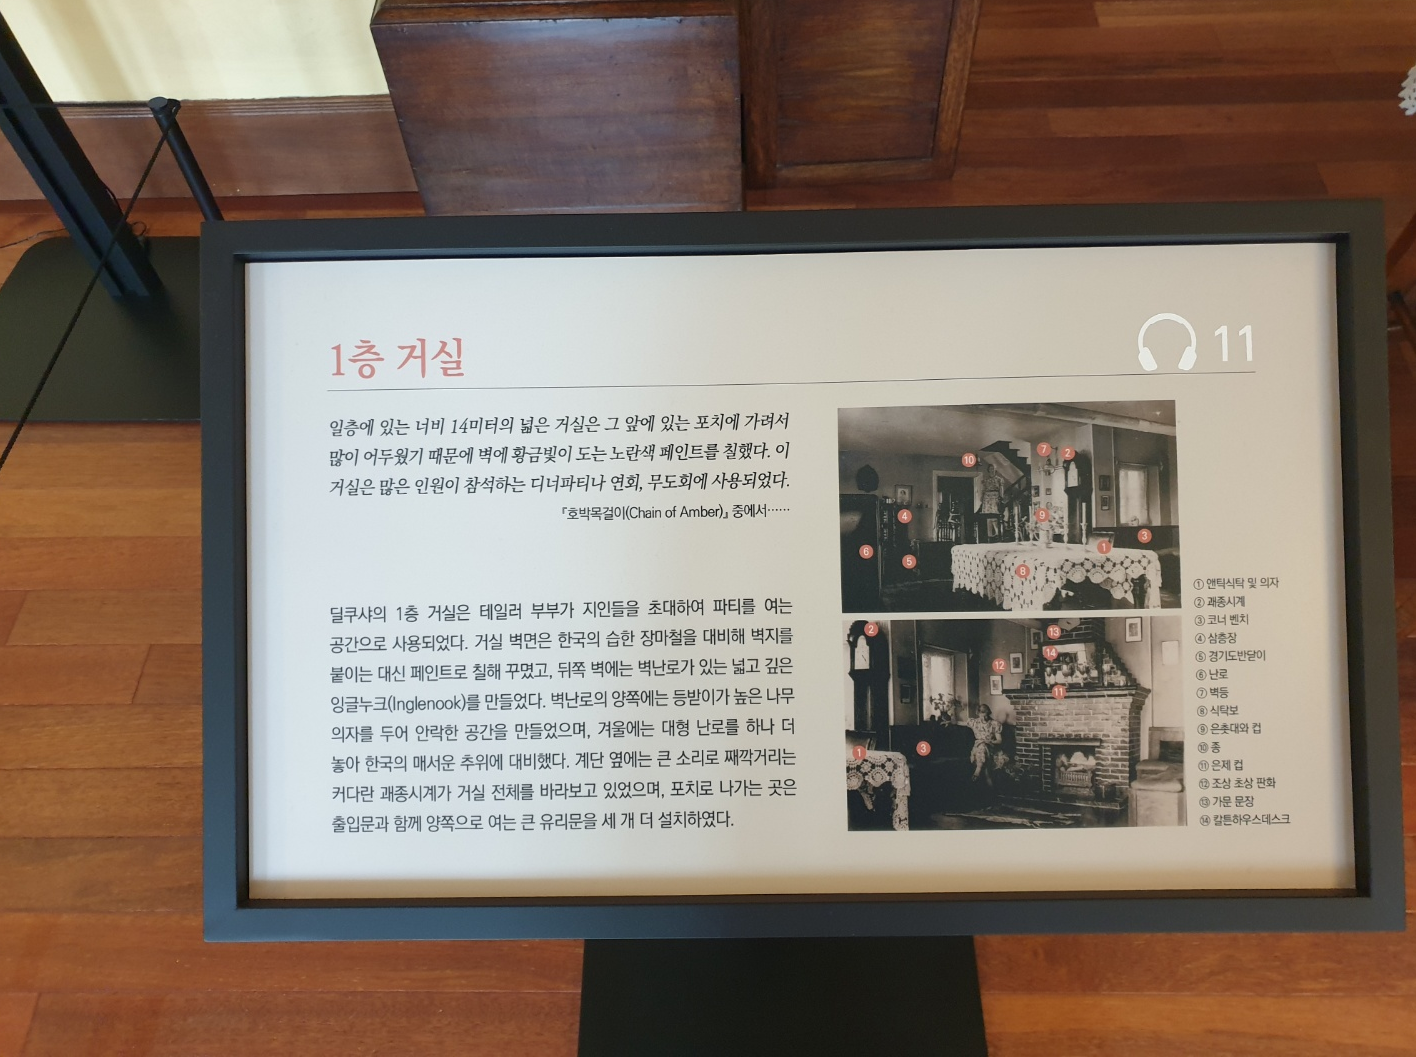 1층 거실
11
일층에 있는 너비 14미터의 넓은 거실은 그 앞에 있는 포치에 가려서
많이 어두웠기 때문에 벽에 황금빛이 도는 노란색 페인트를 칠했다. 이
거실은 많은 인원이 참석하는 디너파티나 연회, 무도회에 사용되었다.
『호박목걸이(Chain of Amber)』 중에서……
딜쿠샤의 1층 거실은 테일러 부부가 지인들을 초대하여 파티를 여는
공간으로 사용되었다. 거실 벽면은 한국의 습한 장마철을 대비해 벽지를
붙이는 대신 페인트로 칠해 꾸몄고, 뒤쪽 벽에는 벽난로가 있는 넓고 깊은
잉글누크(Inglenook)를 만들었다. 벽난로의 양쪽에는 등받이가 높은 나무
의자를 두어 안락한 공간을 만들었으며, 겨울에는 대형 난로를 하나 더
놓아 한국의 매서운 추위에 대비했다. 계단 옆에는 큰 소리로 째깍거리는
커다란 괘종시계가 거실 전체를 바라보고 있었으며, 포치로 나가는 곳은
출입문과 함께 양쪽으로 여는 큰 유리문을 세 개 더 설치하였다.
10
7
2
4
9
3
6
5
1
8
2
13
14
12
11
1
3
① 앤틱식탁 및 의자
② 괘종시계
③ 코너 벤치
④ 삼층장
⑤ 경기도반닫이
⑥ 난로
⑦ 벽등
⑧ 식탁보
⑨ 은촛대와 컵
⑩ 종
⑪ 은제 컵
⑫ 조상 초상 판화
⑬ 가문 문장
⑭ 칼튼하우스데스크